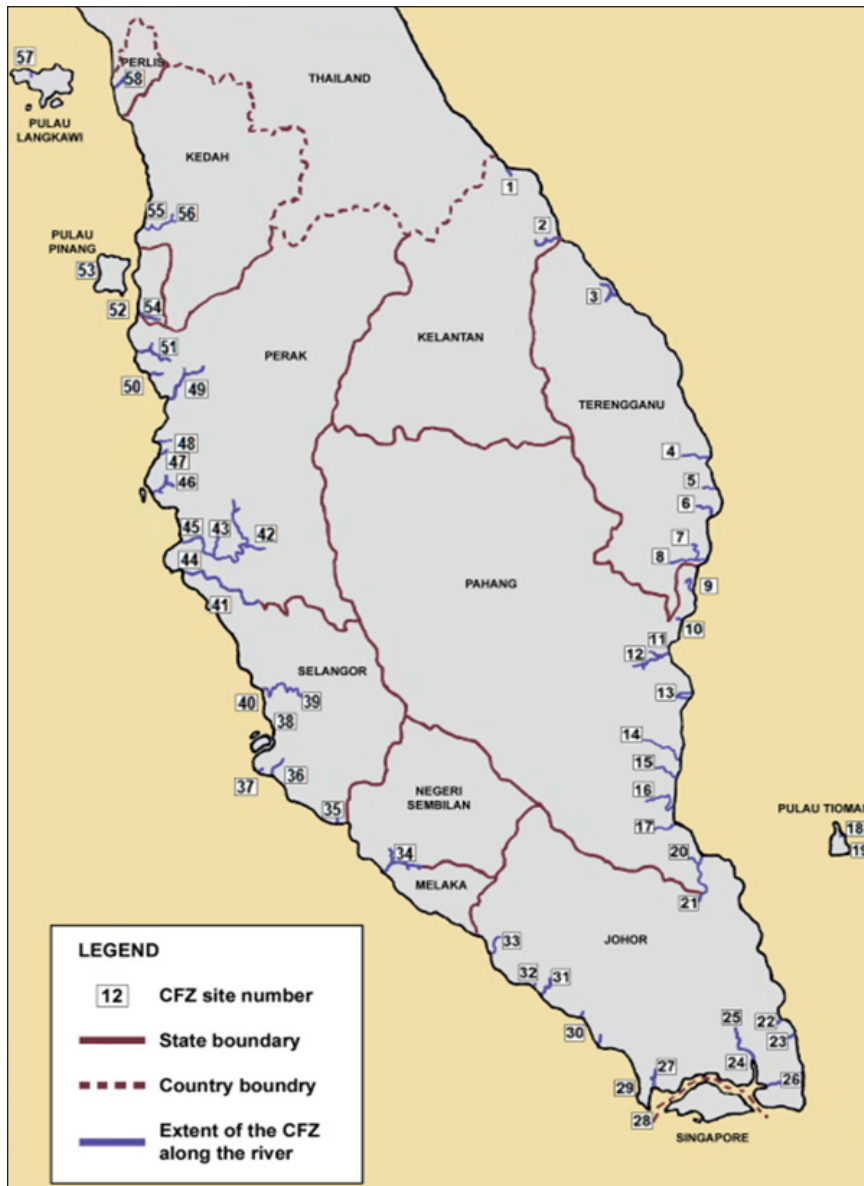 57
PERLIS
58
THAILAND
PULAU
LANGKAWI
KEDAH
1
55
56
2
PULAU
PINANG
53
3
52
54
KELANTAN
51
PERAK
50
49
TERENGGANU
48
4
47
5
46
6
45
43
42
7
8
44
PAHANG
9
41
10
11
12
SELANGOR
13
40
39
38
14
36
15
37
NEGERI
SEMBILAN
16
PULAU TIOMAN
35
17
18
34
20
19
MELAKA
21
33
JOHOR
32
31
25
22
30
23
24
27
26
29
28
SINGAPORE
LEGEND
12 CFZ site number
State boundary
Country boundry
Extent of the CFZ
along the river